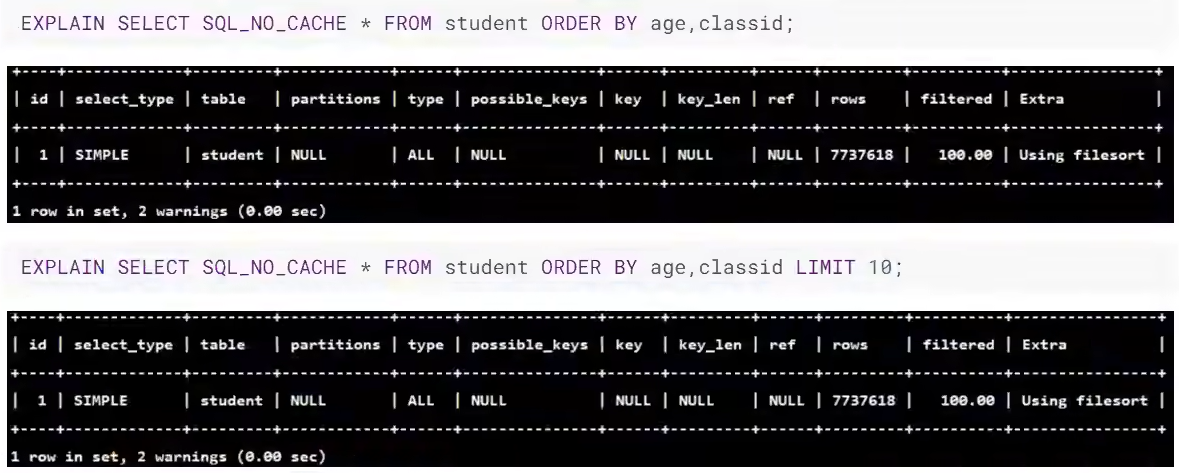 EXPLAIN SELECT SQL_NO_CACHE * FROM student ORDER BY age,classid;
+----+-------------+---------+------------+------+---------------+------+---------+------+---------+----------+----------------+
| id | select_type | table   | partitions | type | possible_keys | key  | key_len | ref  | rows    | filtered | Extra          |
+----+-------------+---------+------------+------+---------------+------+---------+------+---------+----------+----------------+
|  1 | SIMPLE      | student | NULL       | ALL  | NULL          | NULL | NULL    | NULL | 7737618 |   100.00 | Using filesort |
+----+-------------+---------+------------+------+---------------+------+---------+------+---------+----------+----------------+
1 row in set, 2 warnings (0.00 sec)
EXPLAIN SELECT SQL_NO_CACHE * FROM student ORDER BY age,classid LIMIT 10;
+----+-------------+---------+------------+------+---------------+------+---------+------+---------+----------+----------------+
| id | select_type | table   | partitions | type | possible_keys | key  | key_len | ref  | rows    | filtered | Extra          |
+----+-------------+---------+------------+------+---------------+------+---------+------+---------+----------+----------------+
|  1 | SIMPLE      | student | NULL       | ALL  | NULL          | NULL | NULL    | NULL | 7737618 |   100.00 | Using filesort |
+----+-------------+---------+------------+------+---------------+------+---------+------+---------+----------+----------------+
1 row in set, 2 warnings (0.00 sec)